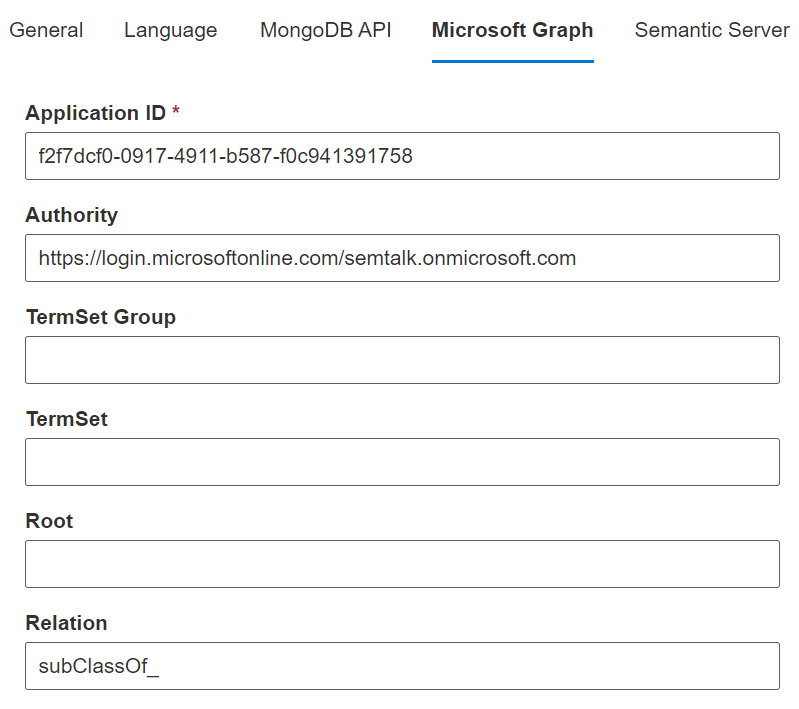 General Language MongoDB API Microsoft Graph Semantic Server
Application ID *
f2f7dcf0-0917-4911-b587-f0c941391758
Authority
https://login.microsoftonline.com/semtalk.onmicrosoft.com
TermSet Group
TermSet
Root
Relation
subClassOf_